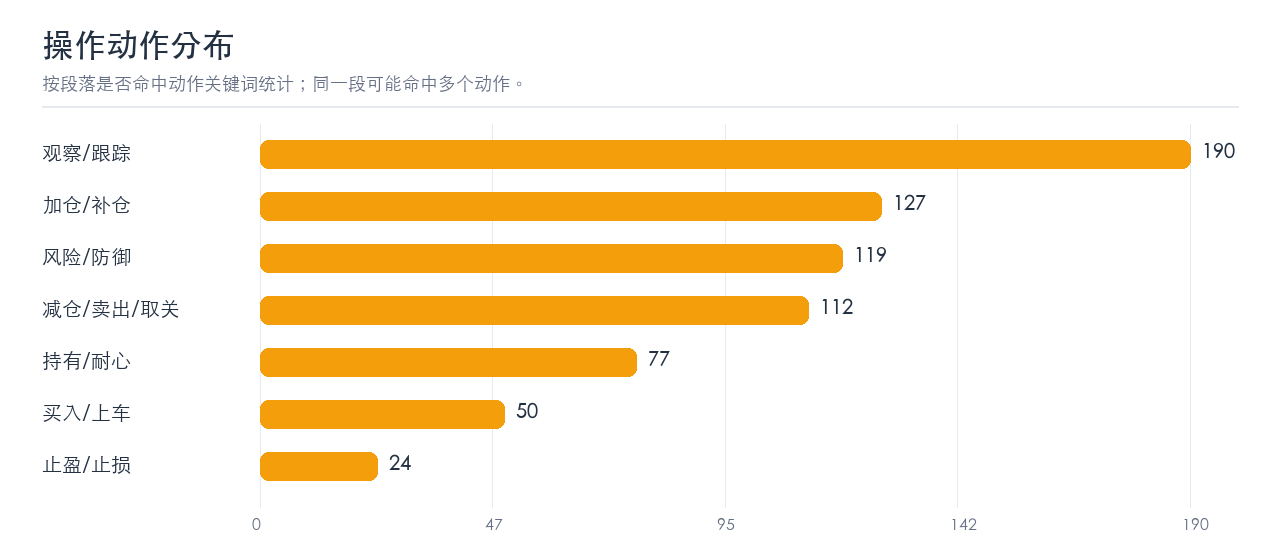 操作动作分布
按段落是否命中动作关键词统计；同一段可能命中多个动作。
观察/跟踪 190
加仓/补仓 127
风险/防御 119
减仓/卖出/取关 112
持有/耐心 77
买入/上车 50
止盈/止损 24
0 47 95 142 190